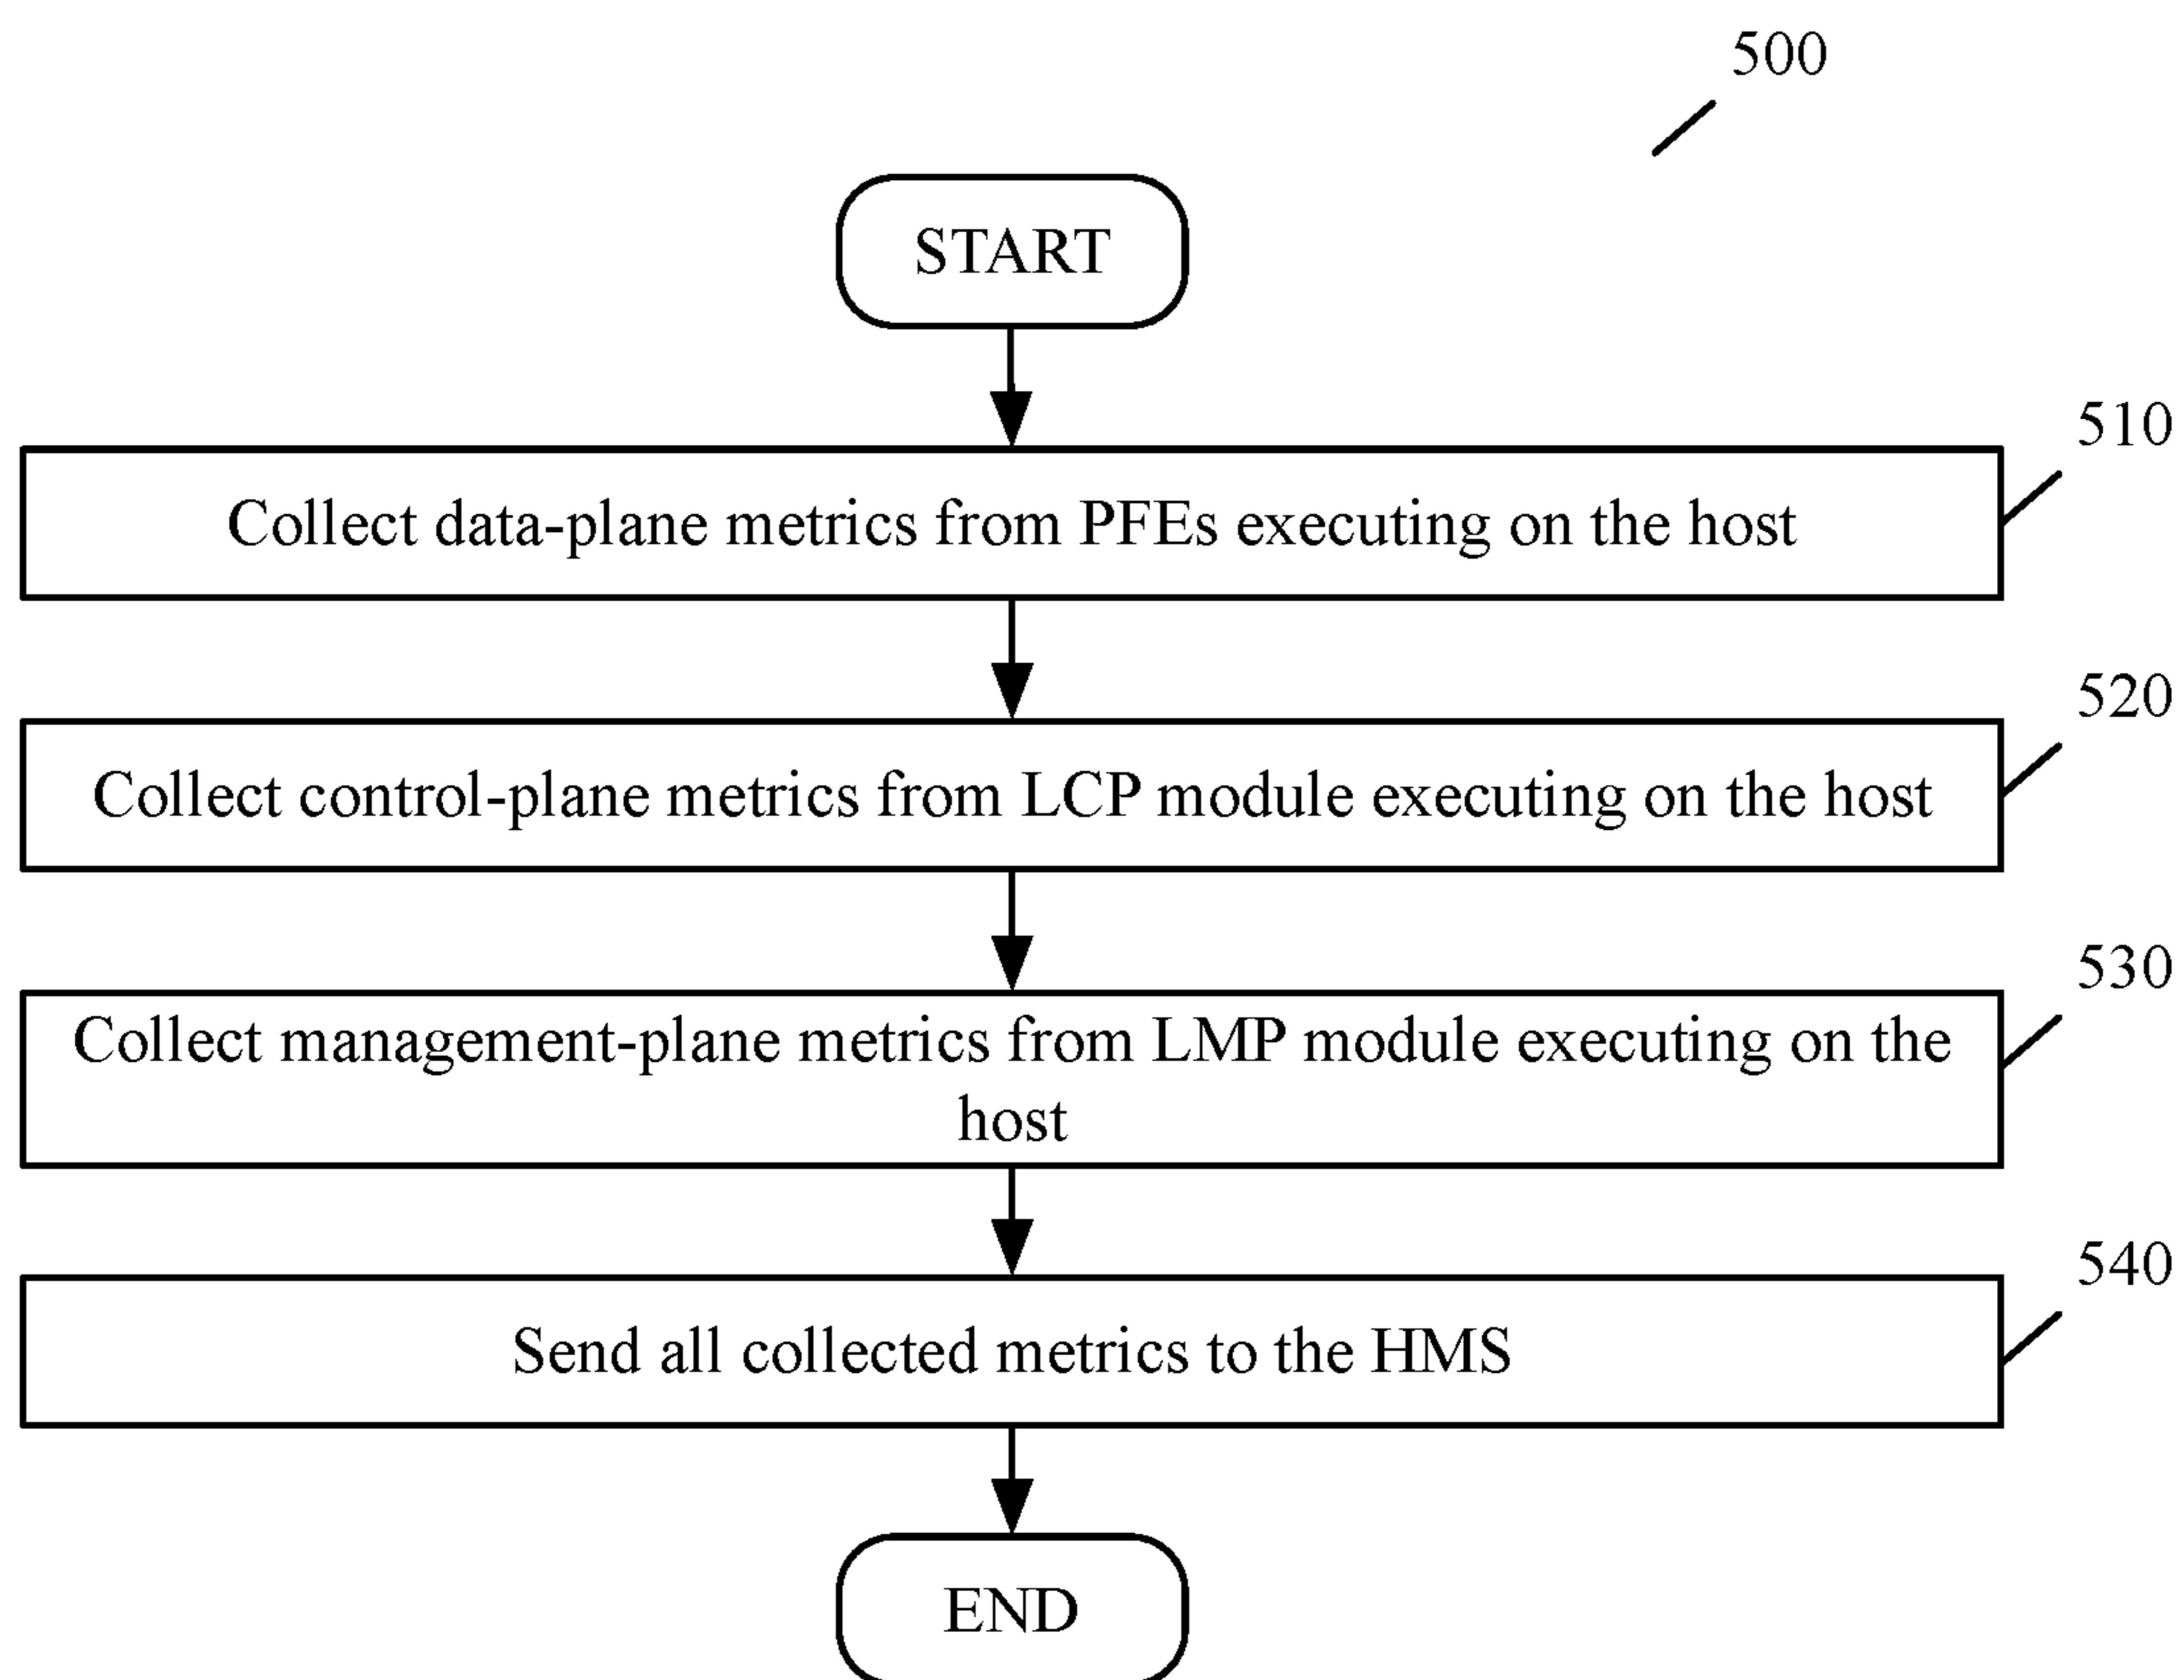 500
START
510
Collect data-plane metrics from PFEs executing on the host
520
Collect control-plane metrics from LCP module executing on the host
530
Collect management-plane metrics from LMP module executing on the
host
540
Send all collected metrics to the HMS
END